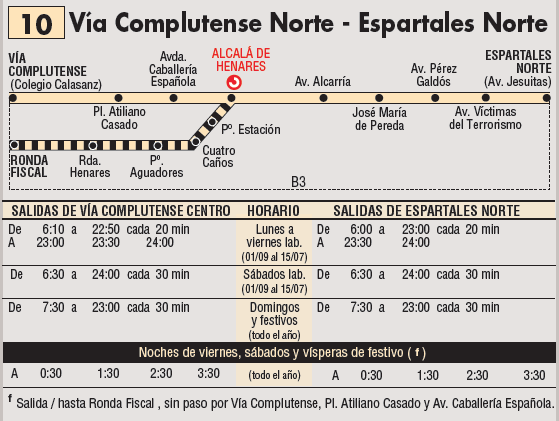 10 Vía Complutense Norte - Espartales Norte
VÍA
COMPLUTENSE
(Colegio Calasanz)
Avda.
Caballería
Española
ALCALÁ DE
HENARES
Av. Alcarría
Av. Pérez
Galdós
ESPARTALES
NORTE
(Av. Jesuitas)
Pl. Atiliano
Casado
José María
de Pereda
Av. Víctimas
del Terrorismo
Pº. Estación
Cuatro
Caños
RONDA
FISCAL
Rda.
Henares
Pº.
Aguadores
B3
SALIDAS DE VÍA COMPLUTENSE CENTRO HORARIO SALIDAS DE ESPARTALES NORTE
De 6:10 a 22:50 cada 20 min Lunes a De 6:00 a 23:00 cada 20 min
A 23:00 23:30 24:00 viernes lab. A 23:30 24:00
(01/09 al 15/07)
De 6:30 a 24:00 cada 30 min Sábados lab. De 6:30 a 24:00 cada 30 min
(01/09 al 15/07)
De 7:30 a 23:00 cada 30 min Domingos De 7:30 a 23:00 cada 30 min
y festivos
(todo el año)
Noches de viernes, sábados y vísperas de festivo ( f )
A 0:30 1:30 2:30 3:30 (todo el año) A 0:30 1:30 2:30 3:30
f Salida / hasta Ronda Fiscal , sin paso por Vía Complutense, Pl. Atiliano Casado y Av. Caballería Española.